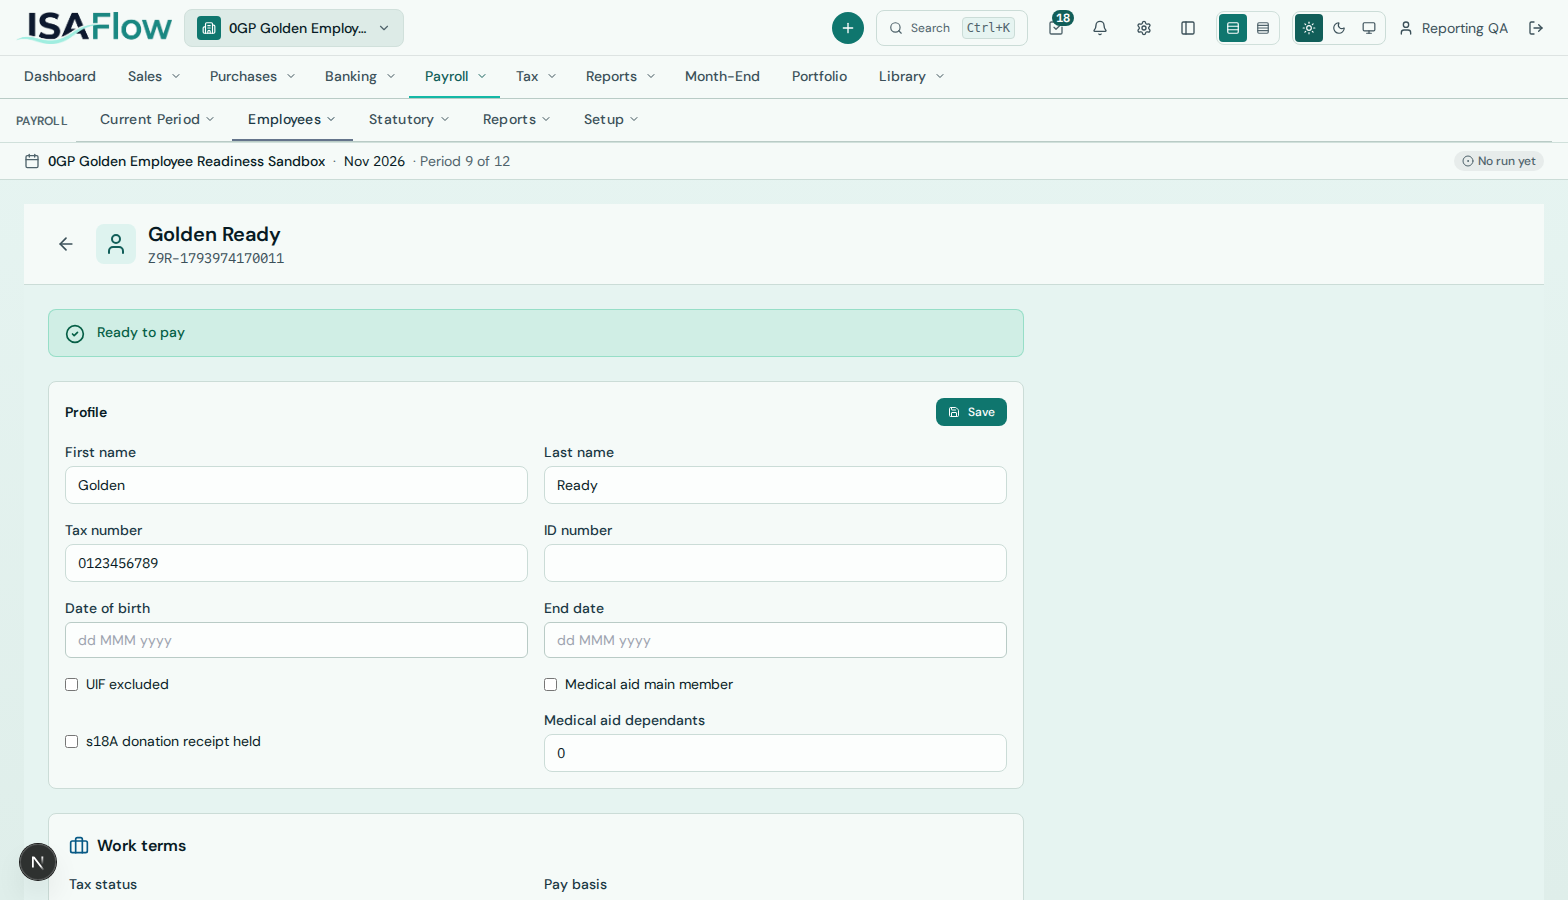 ISAFlow
0GP Golden Employ...
Search Ctrl+K
18
Reporting QA
Dashboard Sales Purchases Banking Payroll Tax Reports Month-End Portfolio Library
PAYROLL Current Period Employees Statutory Reports Setup
0GP Golden Employee Readiness Sandbox · Nov 2026 · Period 9 of 12
No run yet
Golden Ready
Z9R-1793974170011
Ready to pay
Profile
Save
First name Last name
Golden Ready
Tax number ID number
0123456789
Date of birth End date
dd MMM yyyy dd MMM yyyy
UIF excluded Medical aid main member
Medical aid dependants
s18A donation receipt held
0
Work terms
N
Tax status Pay basis